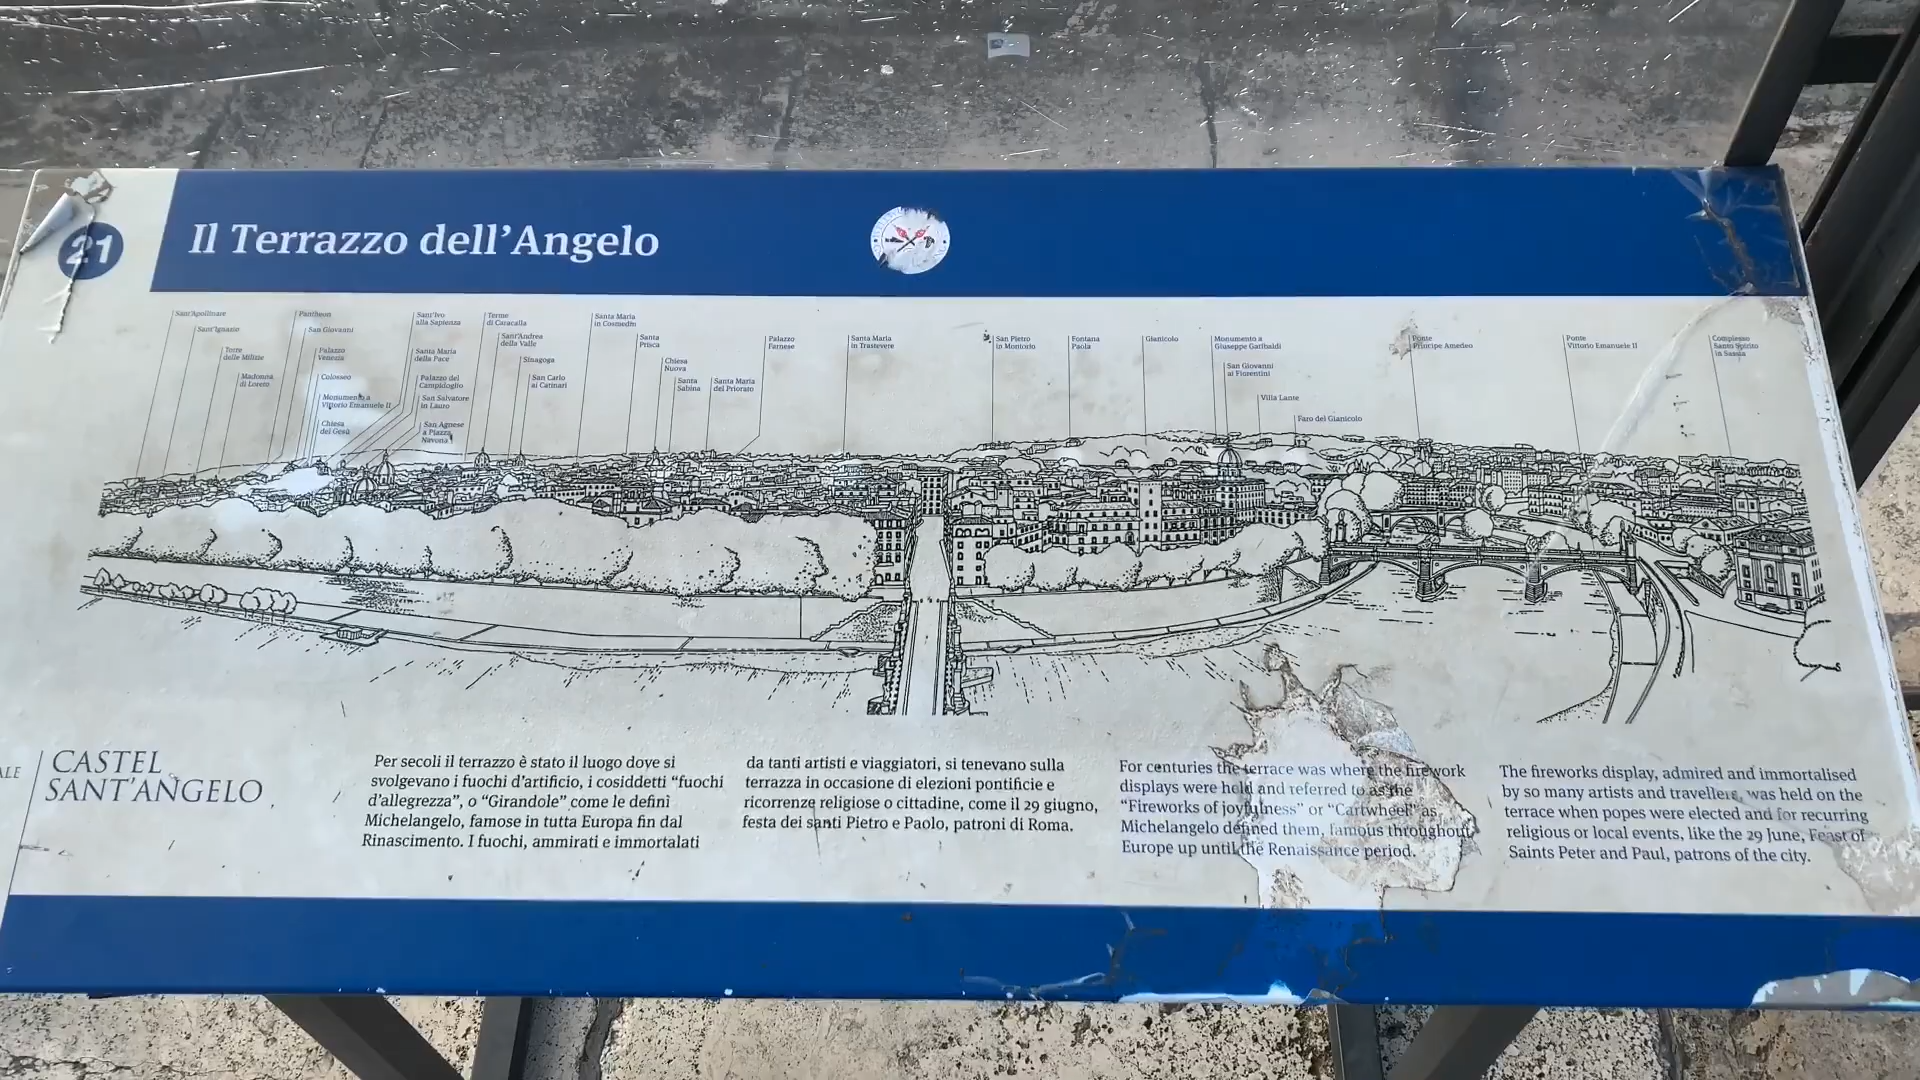 21
Il Terrazzo dell'Angelo
Sant'Apollinare
Sant'Ignazio
Torre
delle Milizie
Madonna
di Loreto
Pantheon
San Giovanni
Palazzo
Venezia
Colosseo
Monumento a
Vittorio Emanuele II
Chiesa
del Gesù
Sant'Ivo
alla Sapienza
Santa Maria
della Pace
Palazzo del
Campidoglio
San Salvatore
in Lauro
San Agnese
a Piazza
Navona
Terme
di Caracalla
Sant'Andrea
della Valle
Sinagoga
San Carlo
ai Catinari
Santa Maria
in Cosmedin
Santa
Prisca
Chiesa
Nuova
Santa
Sabina
Santa Maria
del Priorato
Palazzo
Farnese
Santa Maria
in Trastevere
San Pietro
in Montorio
Fontana
Paola
Gianicolo
Monumento a
Giuseppe Garibaldi
San Giovanni
ai Fiorentini
Villa Lante
Faro del Gianicolo
Ponte
Principe Amedeo
Ponte
Vittorio Emanuele II
Complesso
Santo Spirito
in Sassia
ALE
CASTEL
SANT'ANGELO
Per secoli il terrazzo è stato il luogo dove si
svolgevano i fuochi d'artificio, i cosiddetti “fuochi
d'allegrezza”, o “Girandole” come le definì
Michelangelo, famose in tutta Europa fin dal
Rinascimento. I fuochi, ammirati e immortalati
da tanti artisti e viaggiatori, si tenevano sulla
terrazza in occasione di elezioni pontificie e
ricorrenze religiose o cittadine, come il 29 giugno,
festa dei santi Pietro e Paolo, patroni di Roma.
For centuries the terrace was where the firework
displays were held and referred to as the
“Fireworks of joyfulness” or “Cartwheel” as
Michelangelo defined them, famous throughout
Europe up until the Renaissance period.
The fireworks display, admired and immortalised
by so many artists and travellers, was held on the
terrace when popes were elected and for recurring
religious or local events, like the 29 June, Feast of
Saints Peter and Paul, patrons of the city.